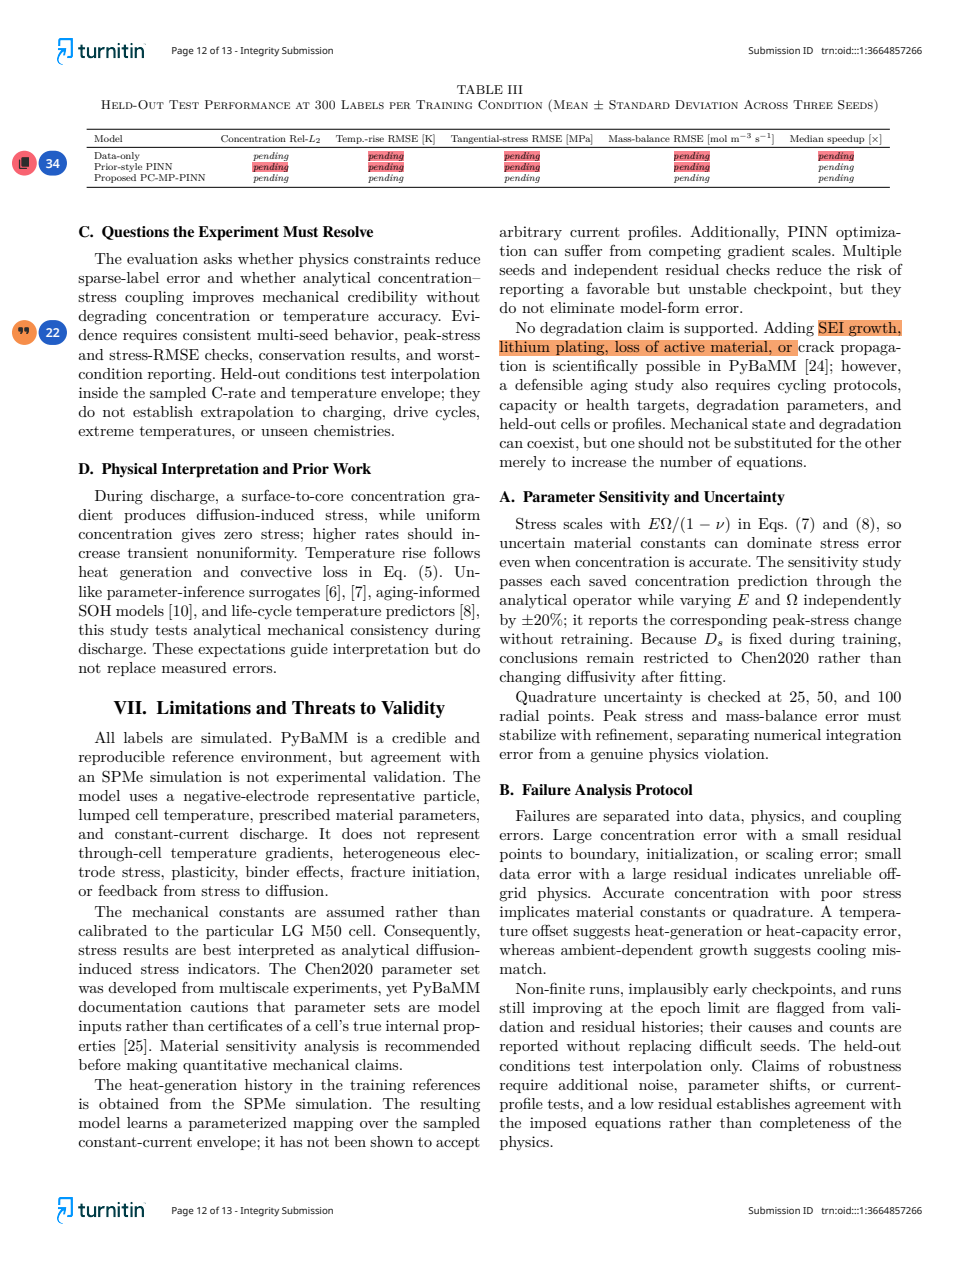 turnitin Page 12 of 13 - Integrity Submission Submission ID trn:oid:::1:3664857266
TABLE III
Held-Out Test Performance at 300 Labels per Training Condition (Mean ± Standard Deviation Across Three Seeds)
Model Concentration Rel-L2 Temp.-rise RMSE [K] Tangential-stress RMSE [MPa] Mass-balance RMSE [mol m−3 s−1] Median speedup [×]
Data-only pending pending pending pending pending
34
Prior-style PINN pending pending pending pending pending
Proposed PC-MP-PINN pending pending pending pending pending
C. Questions the Experiment Must Resolve
The evaluation asks whether physics constraints reduce
sparse-label error and whether analytical concentration–
stress coupling improves mechanical credibility without
degrading concentration or temperature accuracy. Evi-
22
dence requires consistent multi-seed behavior, peak-stress
and stress-RMSE checks, conservation results, and worst-
condition reporting. Held-out conditions test interpolation
inside the sampled C-rate and temperature envelope; they
do not establish extrapolation to charging, drive cycles,
extreme temperatures, or unseen chemistries.
D. Physical Interpretation and Prior Work
During discharge, a surface-to-core concentration gra-
dient produces diffusion-induced stress, while uniform
concentration gives zero stress; higher rates should in-
crease transient nonuniformity. Temperature rise follows
heat generation and convective loss in Eq. (5). Un-
like parameter-inference surrogates [6], [7], aging-informed
SOH models [10], and life-cycle temperature predictors [8],
this study tests analytical mechanical consistency during
discharge. These expectations guide interpretation but do
not replace measured errors.
VII. Limitations and Threats to Validity
All labels are simulated. PyBaMM is a credible and
reproducible reference environment, but agreement with
an SPMe simulation is not experimental validation. The
model uses a negative-electrode representative particle,
lumped cell temperature, prescribed material parameters,
and constant-current discharge. It does not represent
through-cell temperature gradients, heterogeneous elec-
trode stress, plasticity, binder effects, fracture initiation,
or feedback from stress to diffusion.
The mechanical constants are assumed rather than
calibrated to the particular LG M50 cell. Consequently,
stress results are best interpreted as analytical diffusion-
induced stress indicators. The Chen2020 parameter set
was developed from multiscale experiments, yet PyBaMM
documentation cautions that parameter sets are model
inputs rather than certificates of a cell's true internal prop-
erties [25]. Material sensitivity analysis is recommended
before making quantitative mechanical claims.
The heat-generation history in the training references
is obtained from the SPMe simulation. The resulting
model learns a parameterized mapping over the sampled
constant-current envelope; it has not been shown to accept
arbitrary current profiles. Additionally, PINN optimiza-
tion can suffer from competing gradient scales. Multiple
seeds and independent residual checks reduce the risk of
reporting a favorable but unstable checkpoint, but they
do not eliminate model-form error.
No degradation claim is supported. Adding SEI growth,
lithium plating, loss of active material, or crack propaga-
tion is scientifically possible in PyBaMM [24]; however,
a defensible aging study also requires cycling protocols,
capacity or health targets, degradation parameters, and
held-out cells or profiles. Mechanical state and degradation
can coexist, but one should not be substituted for the other
merely to increase the number of equations.
A. Parameter Sensitivity and Uncertainty
Stress scales with EΩ/(1 − ν) in Eqs. (7) and (8), so
uncertain material constants can dominate stress error
even when concentration is accurate. The sensitivity study
passes each saved concentration prediction through the
analytical operator while varying E and Ω independently
by ±20%; it reports the corresponding peak-stress change
without retraining. Because Ds is fixed during training,
conclusions remain restricted to Chen2020 rather than
changing diffusivity after fitting.
Quadrature uncertainty is checked at 25, 50, and 100
radial points. Peak stress and mass-balance error must
stabilize with refinement, separating numerical integration
error from a genuine physics violation.
B. Failure Analysis Protocol
Failures are separated into data, physics, and coupling
errors. Large concentration error with a small residual
points to boundary, initialization, or scaling error; small
data error with a large residual indicates unreliable off-
grid physics. Accurate concentration with poor stress
implicates material constants or quadrature. A tempera-
ture offset suggests heat-generation or heat-capacity error,
whereas ambient-dependent growth suggests cooling mis-
match.
Non-finite runs, implausibly early checkpoints, and runs
still improving at the epoch limit are flagged from vali-
dation and residual histories; their causes and counts are
reported without replacing difficult seeds. The held-out
conditions test interpolation only. Claims of robustness
require additional noise, parameter shifts, or current-
profile tests, and a low residual establishes agreement with
the imposed equations rather than completeness of the
physics.
turnitin Page 12 of 13 - Integrity Submission Submission ID trn:oid:::1:3664857266